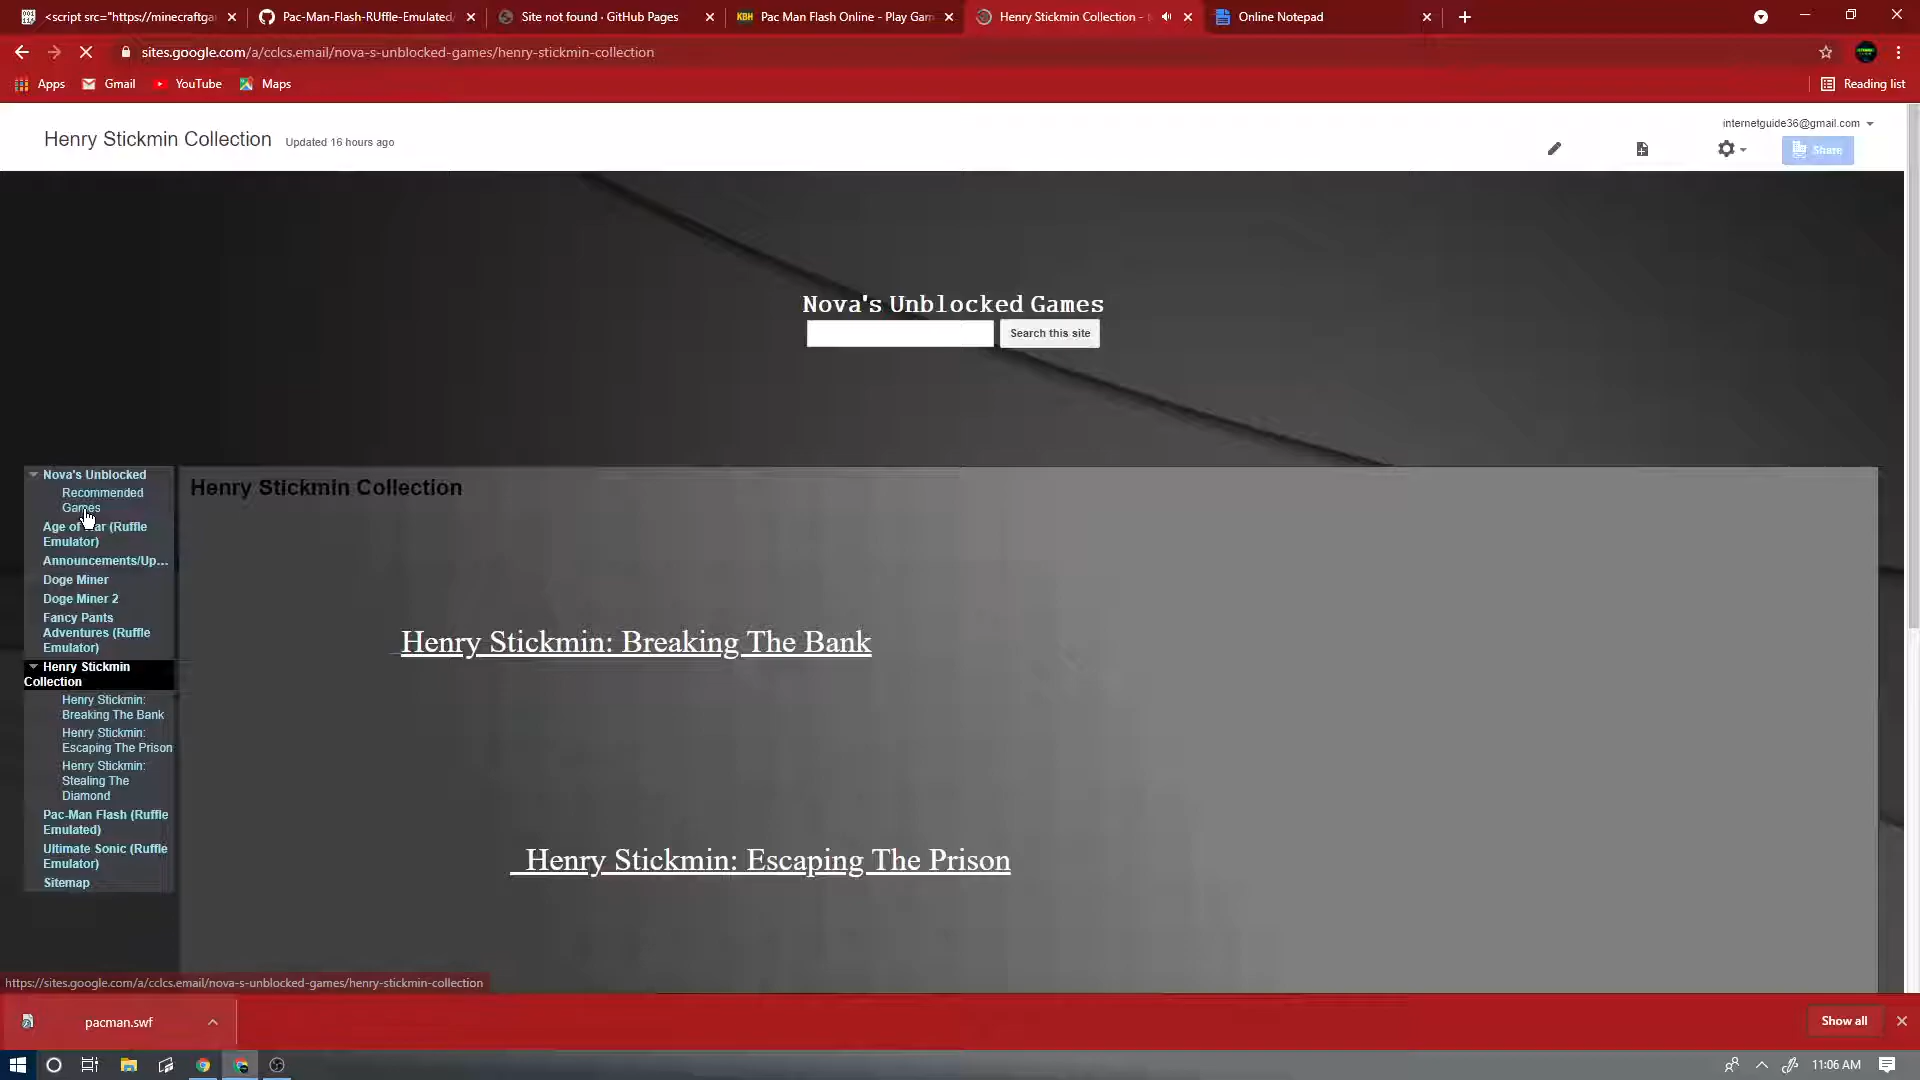 <script src="https://minecraftga
Pac-Man-Flash-RUffle-Emulated/
Site not found · GitHub Pages
KBH
Pac Man Flash Online - Play Gam
Henry Stickmin Collection -
Online Notepad
sites.google.com/a/cclcs.email/nova-s-unblocked-games/henry-stickmin-collection
Apps
Gmail
YouTube
Maps
Reading list
Henry Stickmin Collection
Updated 16 hours ago
internetguide36@gmail.com
Share
Nova's Unblocked Games
Search this site
Nova's Unblocked
Recommended
Games
Age of War (Ruffle
Emulator)
Announcements/Up...
Doge Miner
Doge Miner 2
Fancy Pants
Adventures (Ruffle
Emulator)
Henry Stickmin
Collection
Henry Stickmin:
Breaking The Bank
Henry Stickmin:
Escaping The Prison
Henry Stickmin:
Stealing The
Diamond
Pac-Man Flash (Ruffle
Emulated)
Ultimate Sonic (Ruffle
Emulator)
Sitemap
Henry Stickmin Collection
Henry Stickmin: Breaking The Bank
Henry Stickmin: Escaping The Prison
https://sites.google.com/a/cclcs.email/nova-s-unblocked-games/henry-stickmin-collection
pacman.swf
Show all
11:06 AM